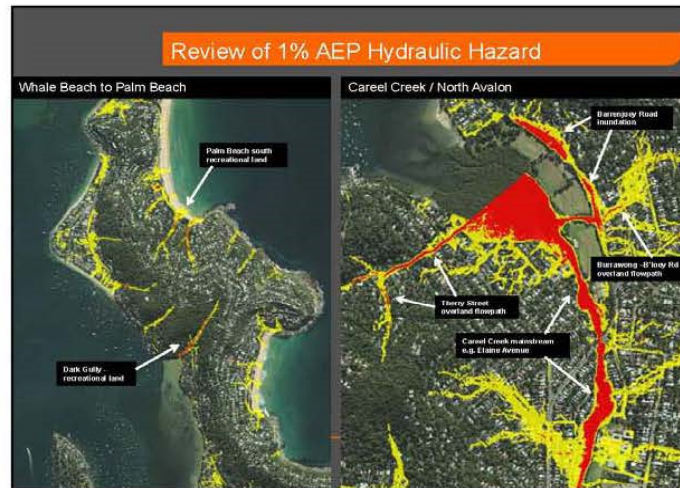 Review of 1% AEP Hydraulic Hazard
Whale Beach to Palm Beach
Palm Beach south
recreational land
Dark Gully -
recreational land
Careel Creek / North Avalon
Barrenjoey Road
inundation
Burrawong -B'joey Rd
overland flowpath
Therry Street
overland flowpath
Careel Creek mainstream
e.g. Elaine Avenue